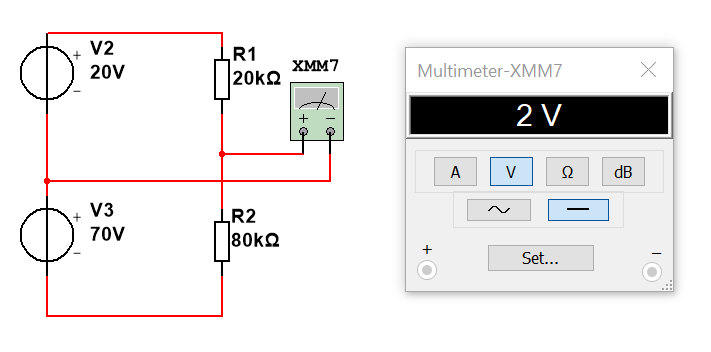 V2
20V
R1
20kΩ
XMM7
+ −
+
−
V3
70V
+
−
R2
80kΩ
Multimeter-XMM7
2 V
A V Ω dB
Set...
+ −